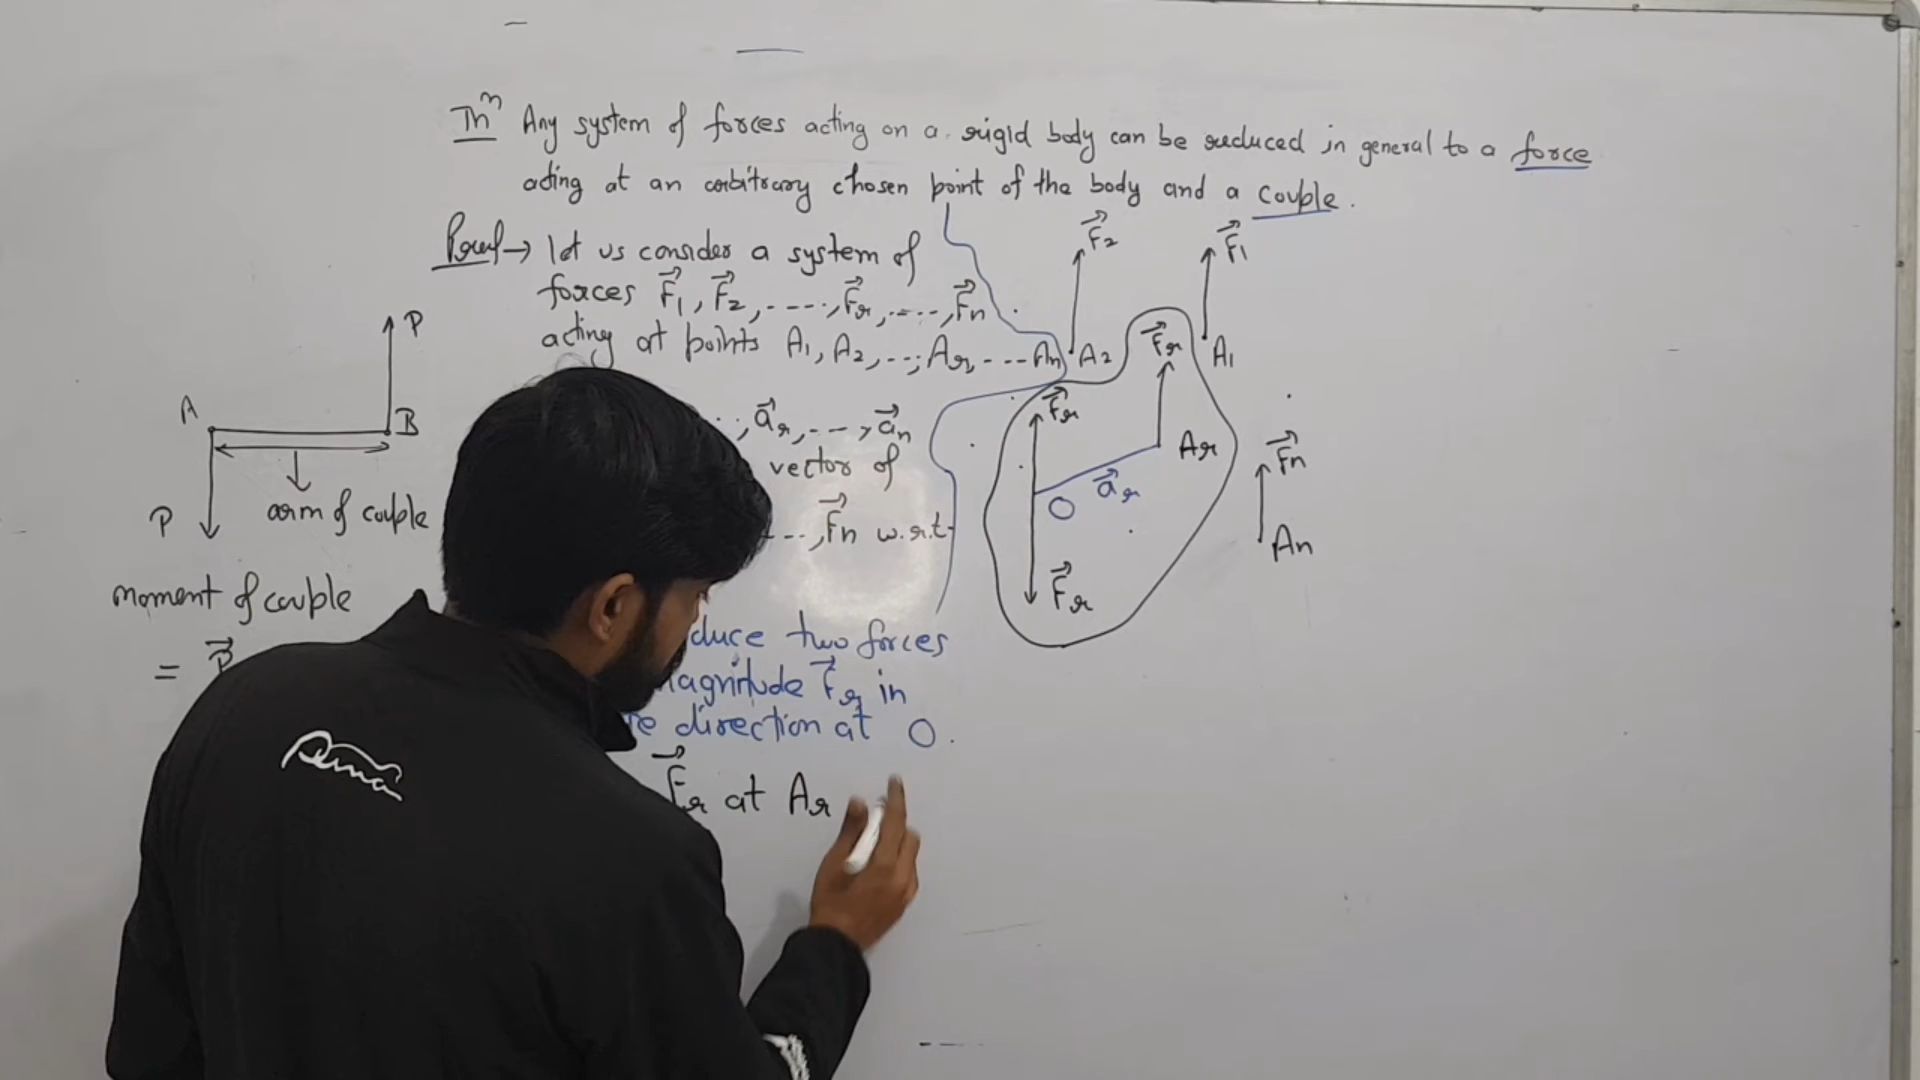 Thm Any system of forces acting on a rigid body can be reduced in general to a force
acting at an arbitrary chosen point of the body and a couple.
Proof → let us consider a system of
forces F⃗1, F⃗2, ----, F⃗r, ----, F⃗n
acting at points A1, A2, ---, Ar, --- An
, a⃗r, ---, a⃗n
vector of
---, F⃗n w.r.t
duce two forces
magnitude F⃗r in
direction at O.
F⃗r at Ar
A
B
P
P
arm of couple
moment of couple
= P⃗
F⃗2
F⃗1
A2
A1
F⃗r
F⃗r
Ar
a⃗r
O
F⃗r
F⃗n
An